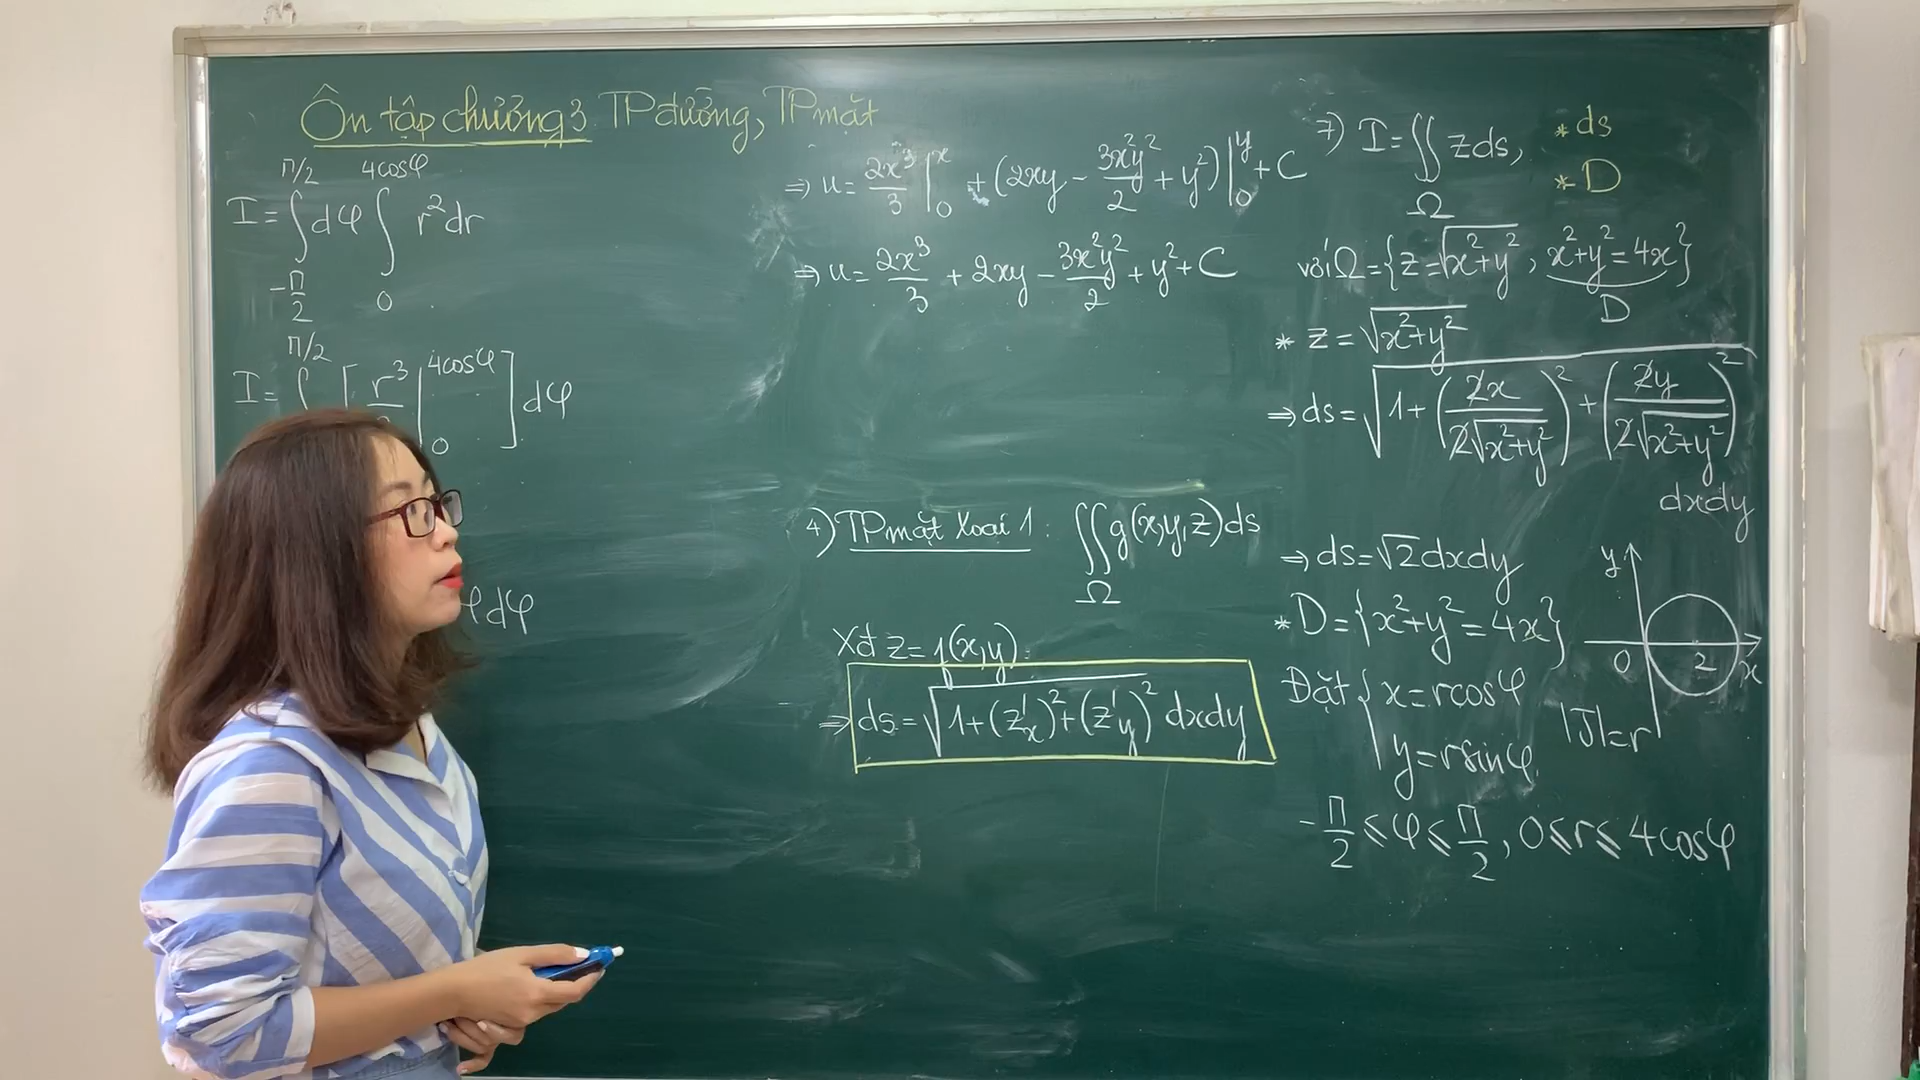 Ôn tập chương 3 TP đường, TP mặt
I = ∫_{-π/2}^{π/2} dφ ∫_0^{4cosφ} r² dr
I = ∫^{π/2} [ r³ |_0^{4cosφ} ] dφ
dφ
⇒ u = 2x³/3 |_0^x + (2xy - 3x²y²/2 + y²) |_0^y + C
⇒ u = 2x³/3 + 2xy - 3x²y²/2 + y² + C
4) TP mặt loại 1: ∬_Ω g(x,y,z) ds
Xđ z = f(x,y):
⇒ ds = √(1 + (z'_x)² + (z'_y)²) dxdy
7) I = ∬_Ω z ds,
* ds
* D
với Ω = {z = √(x²+y²), x²+y² = 4x}
D
* z = √(x²+y²)
⇒ ds = √(1 + (2x/(2√(x²+y²)))² + (2y/(2√(x²+y²)))²)
dxdy
⇒ ds = √2 dxdy
* D = {x²+y² = 4x}
y
0 2 x
Đặt { x = r cosφ
y = r sinφ
|J| = r
-π/2 ⩽ φ ⩽ π/2, 0 ⩽ r ⩽ 4cosφ